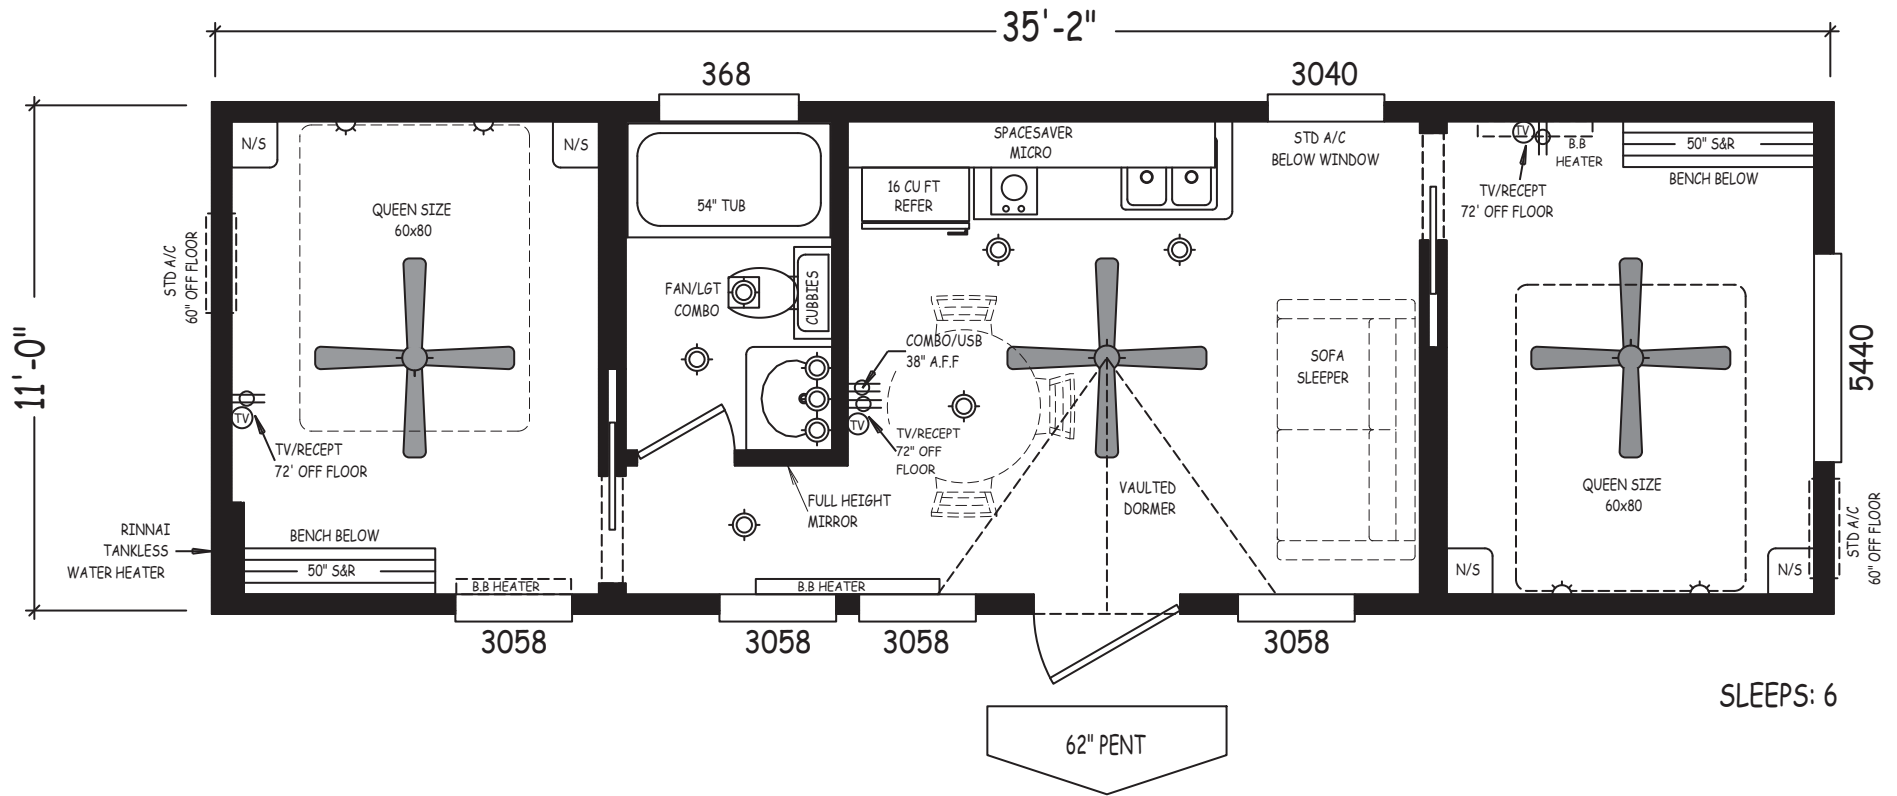 35'-2"
368
3040
N/S
N/S
SPACESAVER
MICRO
STD A/C
BELOW WINDOW
TV
B.B
HEATER
50" S&R
BENCH BELOW
TV/RECEPT
72' OFF FLOOR
QUEEN SIZE
60x80
54" TUB
16 CU FT
REFER
STD A/C
60" OFF FLOOR
FAN/LGT
COMBO
CUBBIES
11'-0"
COMBO/USB
38" A.F.F
SOFA
SLEEPER
5440
TV
TV/RECEPT
72' OFF FLOOR
TV
TV/RECEPT
72" OFF
FLOOR
VAULTED
DORMER
QUEEN SIZE
60x80
FULL HEIGHT
MIRROR
STD A/C
60" OFF FLOOR
RINNAI
TANKLESS
WATER HEATER
BENCH BELOW
50" S&R
B.B HEATER
B.B HEATER
N/S
N/S
3058
3058
3058
3058
SLEEPS: 6
62" PENT